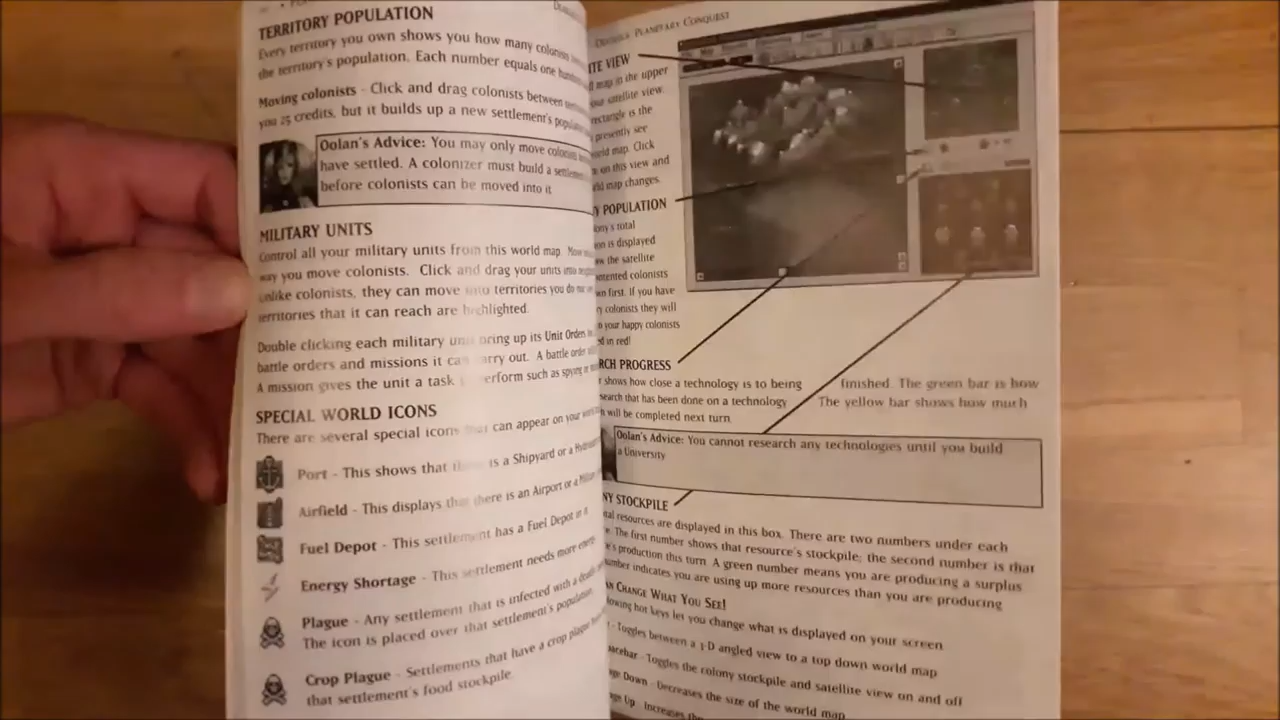 TERRITORY POPULATION
Every territory you own shows you how many colonists
the territory's population. Each number equals one
Moving colonists - Click and drag colonists between
you 25 credits, but it builds up a new settlement's
Oolan's Advice: You may only move
have settled. A colonizer must build a
before colonists can be moved into it
MILITARY UNITS
Control all your military units from this world map.
way you move colonists. Click and drag your units into
unlike colonists, they can move into territories you do
territories that it can reach are highlighted.
Double clicking each military unit bring up its Unit Orders
battle orders and missions it can carry out. A battle order
A mission gives the unit a task perform such as spying or
SPECIAL WORLD ICONS
There are several special icons that can appear on your
Port - This shows that is a Shipyard or a
Airfield - This displays that there is an Airport or a
Fuel Depot - This settlement has a Fuel Depot in it.
Energy Shortage - This settlement needs more energy.
Plague - Any settlement that is infected with a
The icon is placed over that settlement's population.
Crop Plague - Settlements that have a crop plague
that settlement's food stockpile.
Planetary Conquest
VIEW
map in the upper
your satellite view.
rectangle is the
presently see
world map. Click
on this view and
map changes.
POPULATION
total
is displayed
the satellite
colonists
first. If you have
colonists they will
your happy colonists
in red!
PROGRESS
shows how close a technology is to being finished. The green bar is how
that has been done on a technology The yellow bar shows how much
will be completed next turn
Oolan's Advice: You cannot research any technologies until you build
a University
STOCKPILE
resources are displayed in this box. There are two numbers under each
The first number shows that resource's stockpile; the second number is that
production this turn. A green number means you are producing a surplus
indicates you are using up more resources than you are producing
Change What You See!
hot keys let you change what is displayed on your screen
- Toggles between a 3-D angled view to a top down world map
- Toggles the colony stockpile and satellite view on and off
Down - Decreases the size of the world map
Up - Increases the